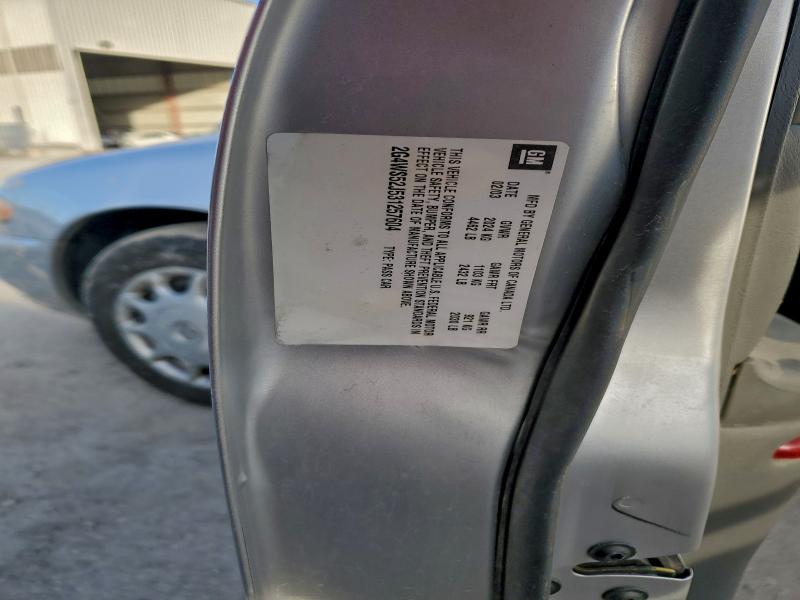 GM
MFD BY GENERAL MOTORS OF CANADA LTD.
DATE GVWR GAWR FRT GAWR RR
02/03 2024 KG 1103 KG 921 KG
4462 LB 2432 LB 2030 LB
THIS VEHICLE CONFORMS TO ALL APPLICABLE U.S. FEDERAL MOTOR
VEHICLE SAFETY, BUMPER, AND THEFT PREVENTION STANDARDS IN
EFFECT ON THE DATE OF MANUFACTURE SHOWN ABOVE.
2G4WS52J531257604 TYPE: PASS CAR